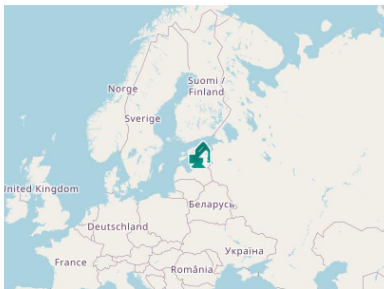 Norge
Suomi /
Finland
Sverige
United Kingdom
Беларусь
Deutschland
Україна
France
România